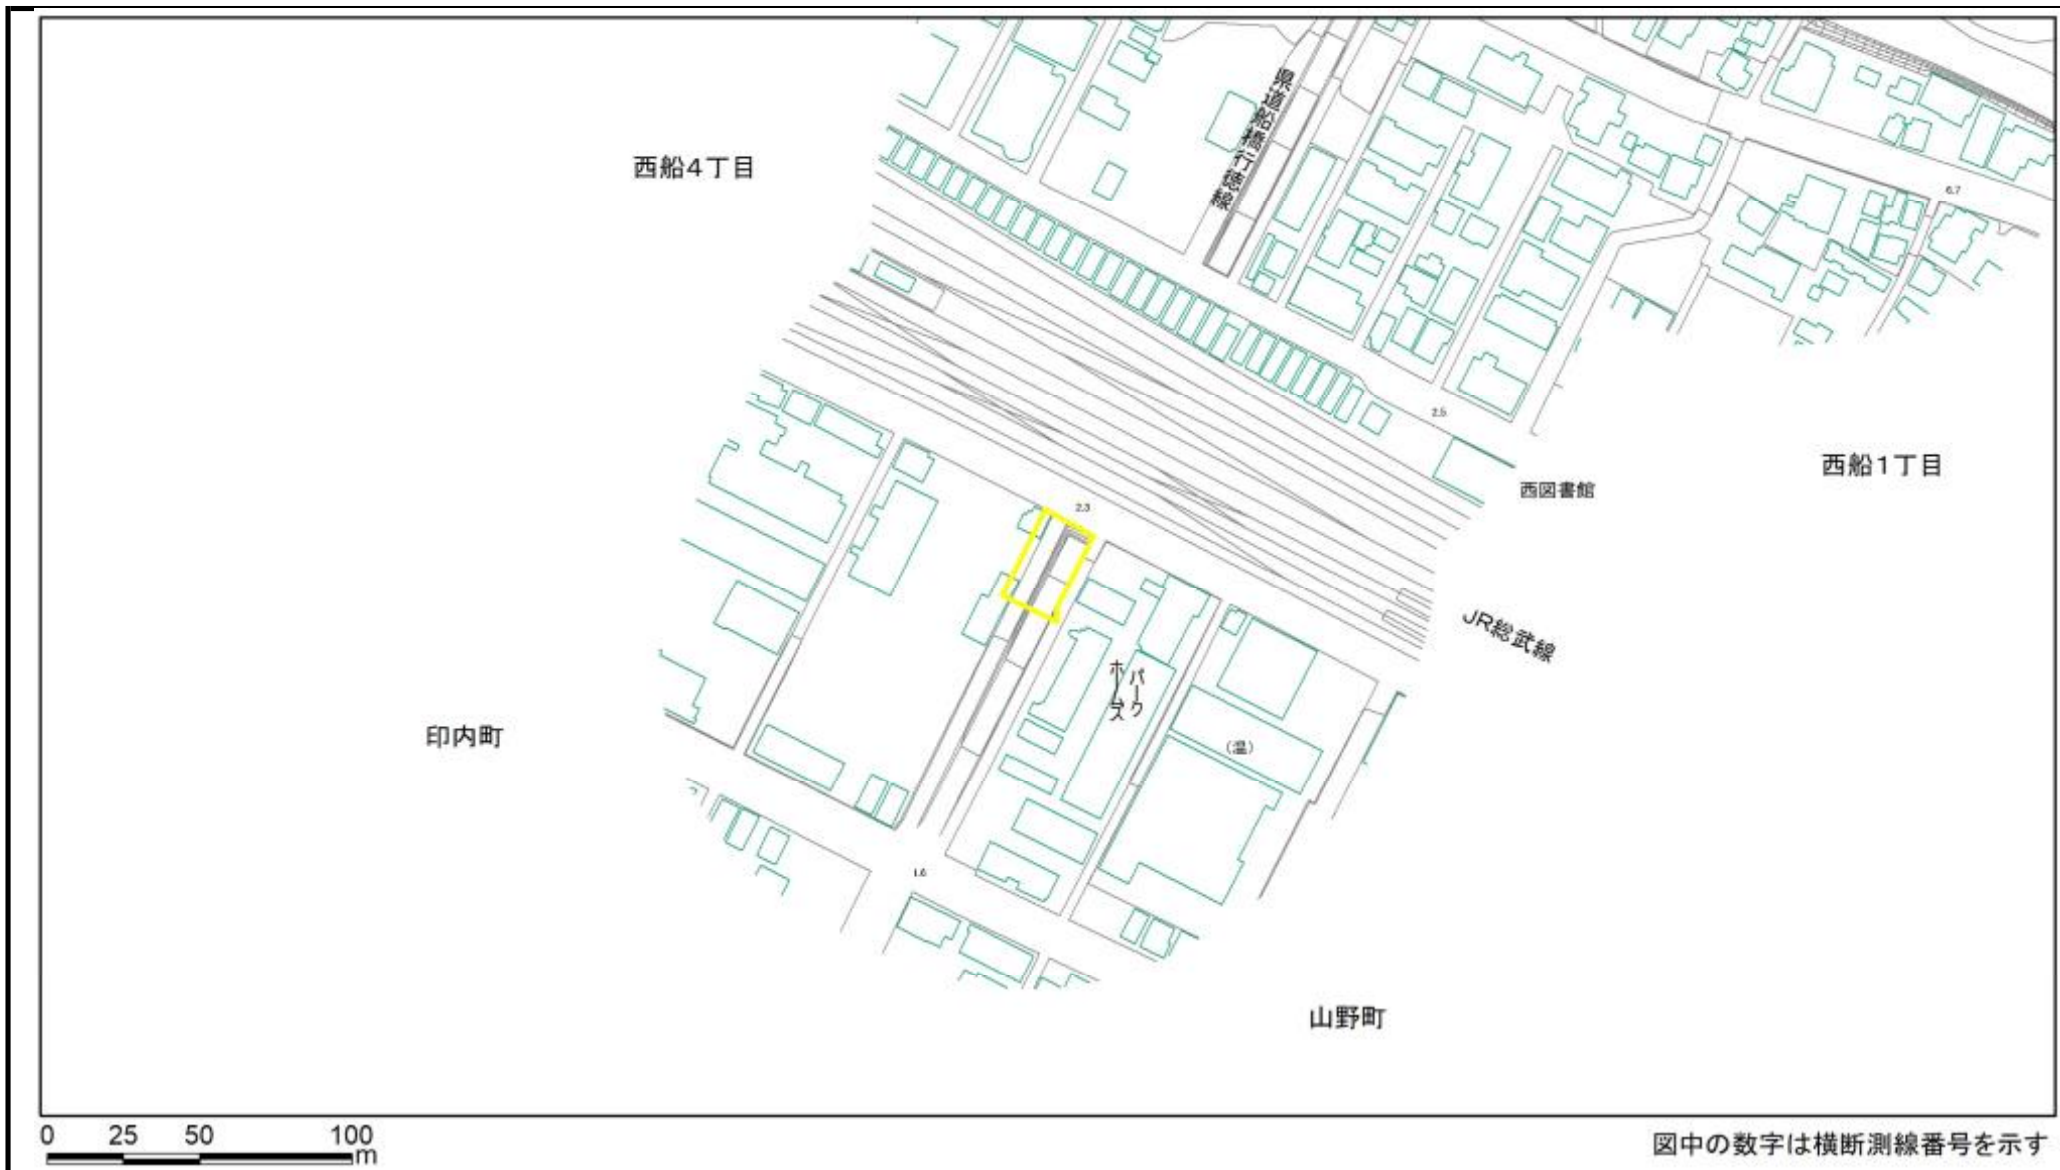 西船4丁目
県道船橋行徳線
6.7
2.5
西船1丁目
西図書館
2.3
JR総武線
パークホームズ
印内町
(温)
1.6
山野町
0 25 50 100
m
図中の数字は横断測線番号を示す